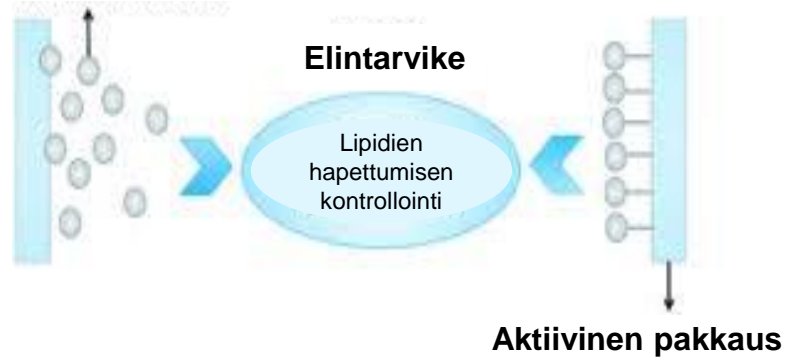 Elintarvike
Lipidien
hapettumisen
kontrollointi
Aktiivinen pakkaus